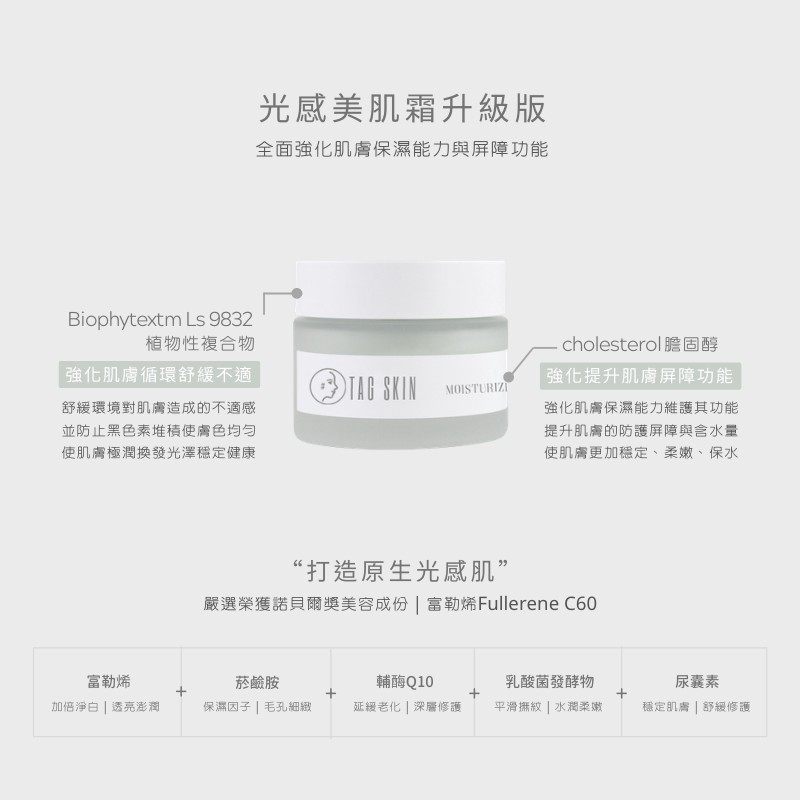 光感美肌霜升級版
全面強化肌膚保濕能力與屏障功能
Biophytextm Ls 9832
植物性複合物
強化肌膚循環舒緩不適
舒緩環境對肌膚造成的不適感
並防止黑色素堆積使膚色均勻
使肌膚極潤換發光澤穩定健康
TAG SKIN
MOISTURIZI
cholesterol膽固醇
強化提升肌膚屏障功能
強化肌膚保濕能力維護其功能
提升肌膚的防護屏障與含水量
使肌膚更加穩定、柔嫩、保水
“打造原生光感肌”
嚴選榮獲諾貝爾獎美容成份 | 富勒烯Fullerene C60
富勒烯
加倍淨白 | 透亮澎潤
+
菸鹼胺
保濕因子 | 毛孔細緻
+
輔酶Q10
延緩老化 | 深層修護
+
乳酸菌發酵物
平滑撫紋 | 水潤柔嫩
+
尿囊素
穩定肌膚 | 舒緩修護